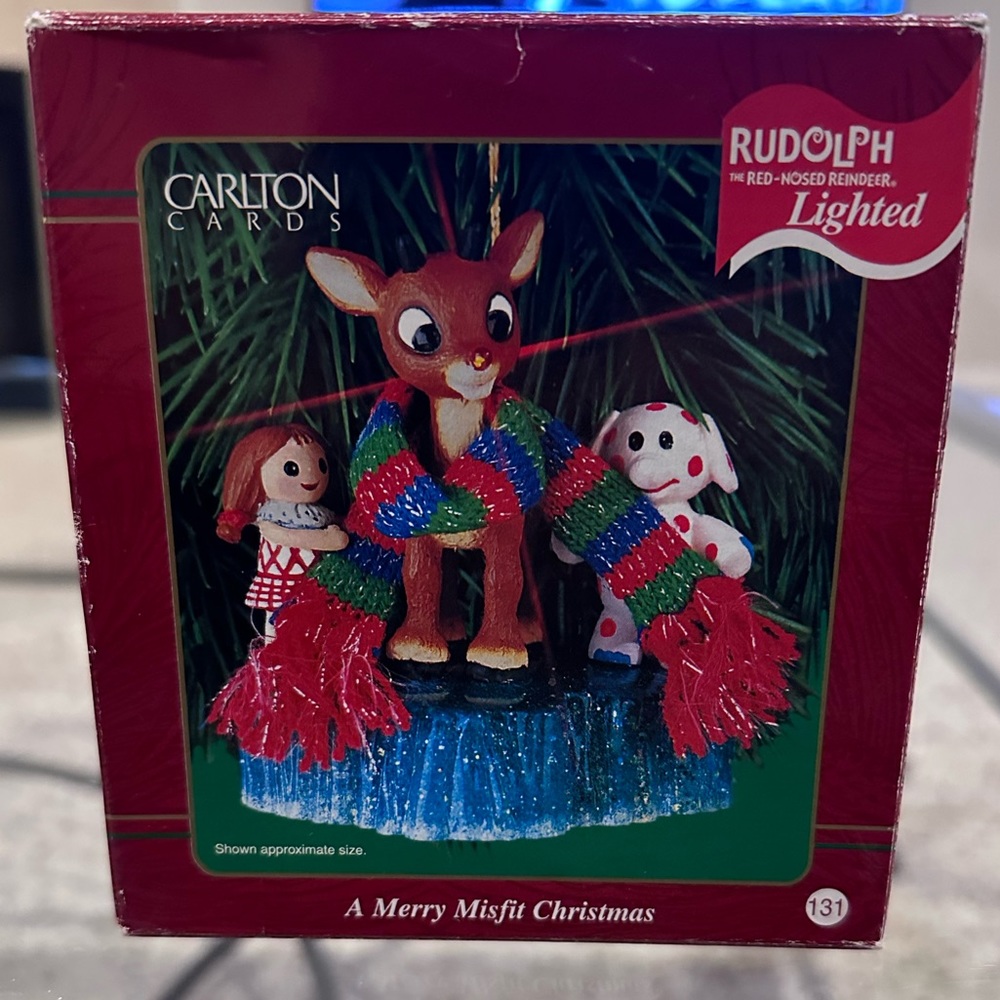 CARLTON
CARDS
RUDOLPH
THE RED-NOSED REINDEER®
Lighted
Shown approximate size.
A Merry Misfit Christmas
131